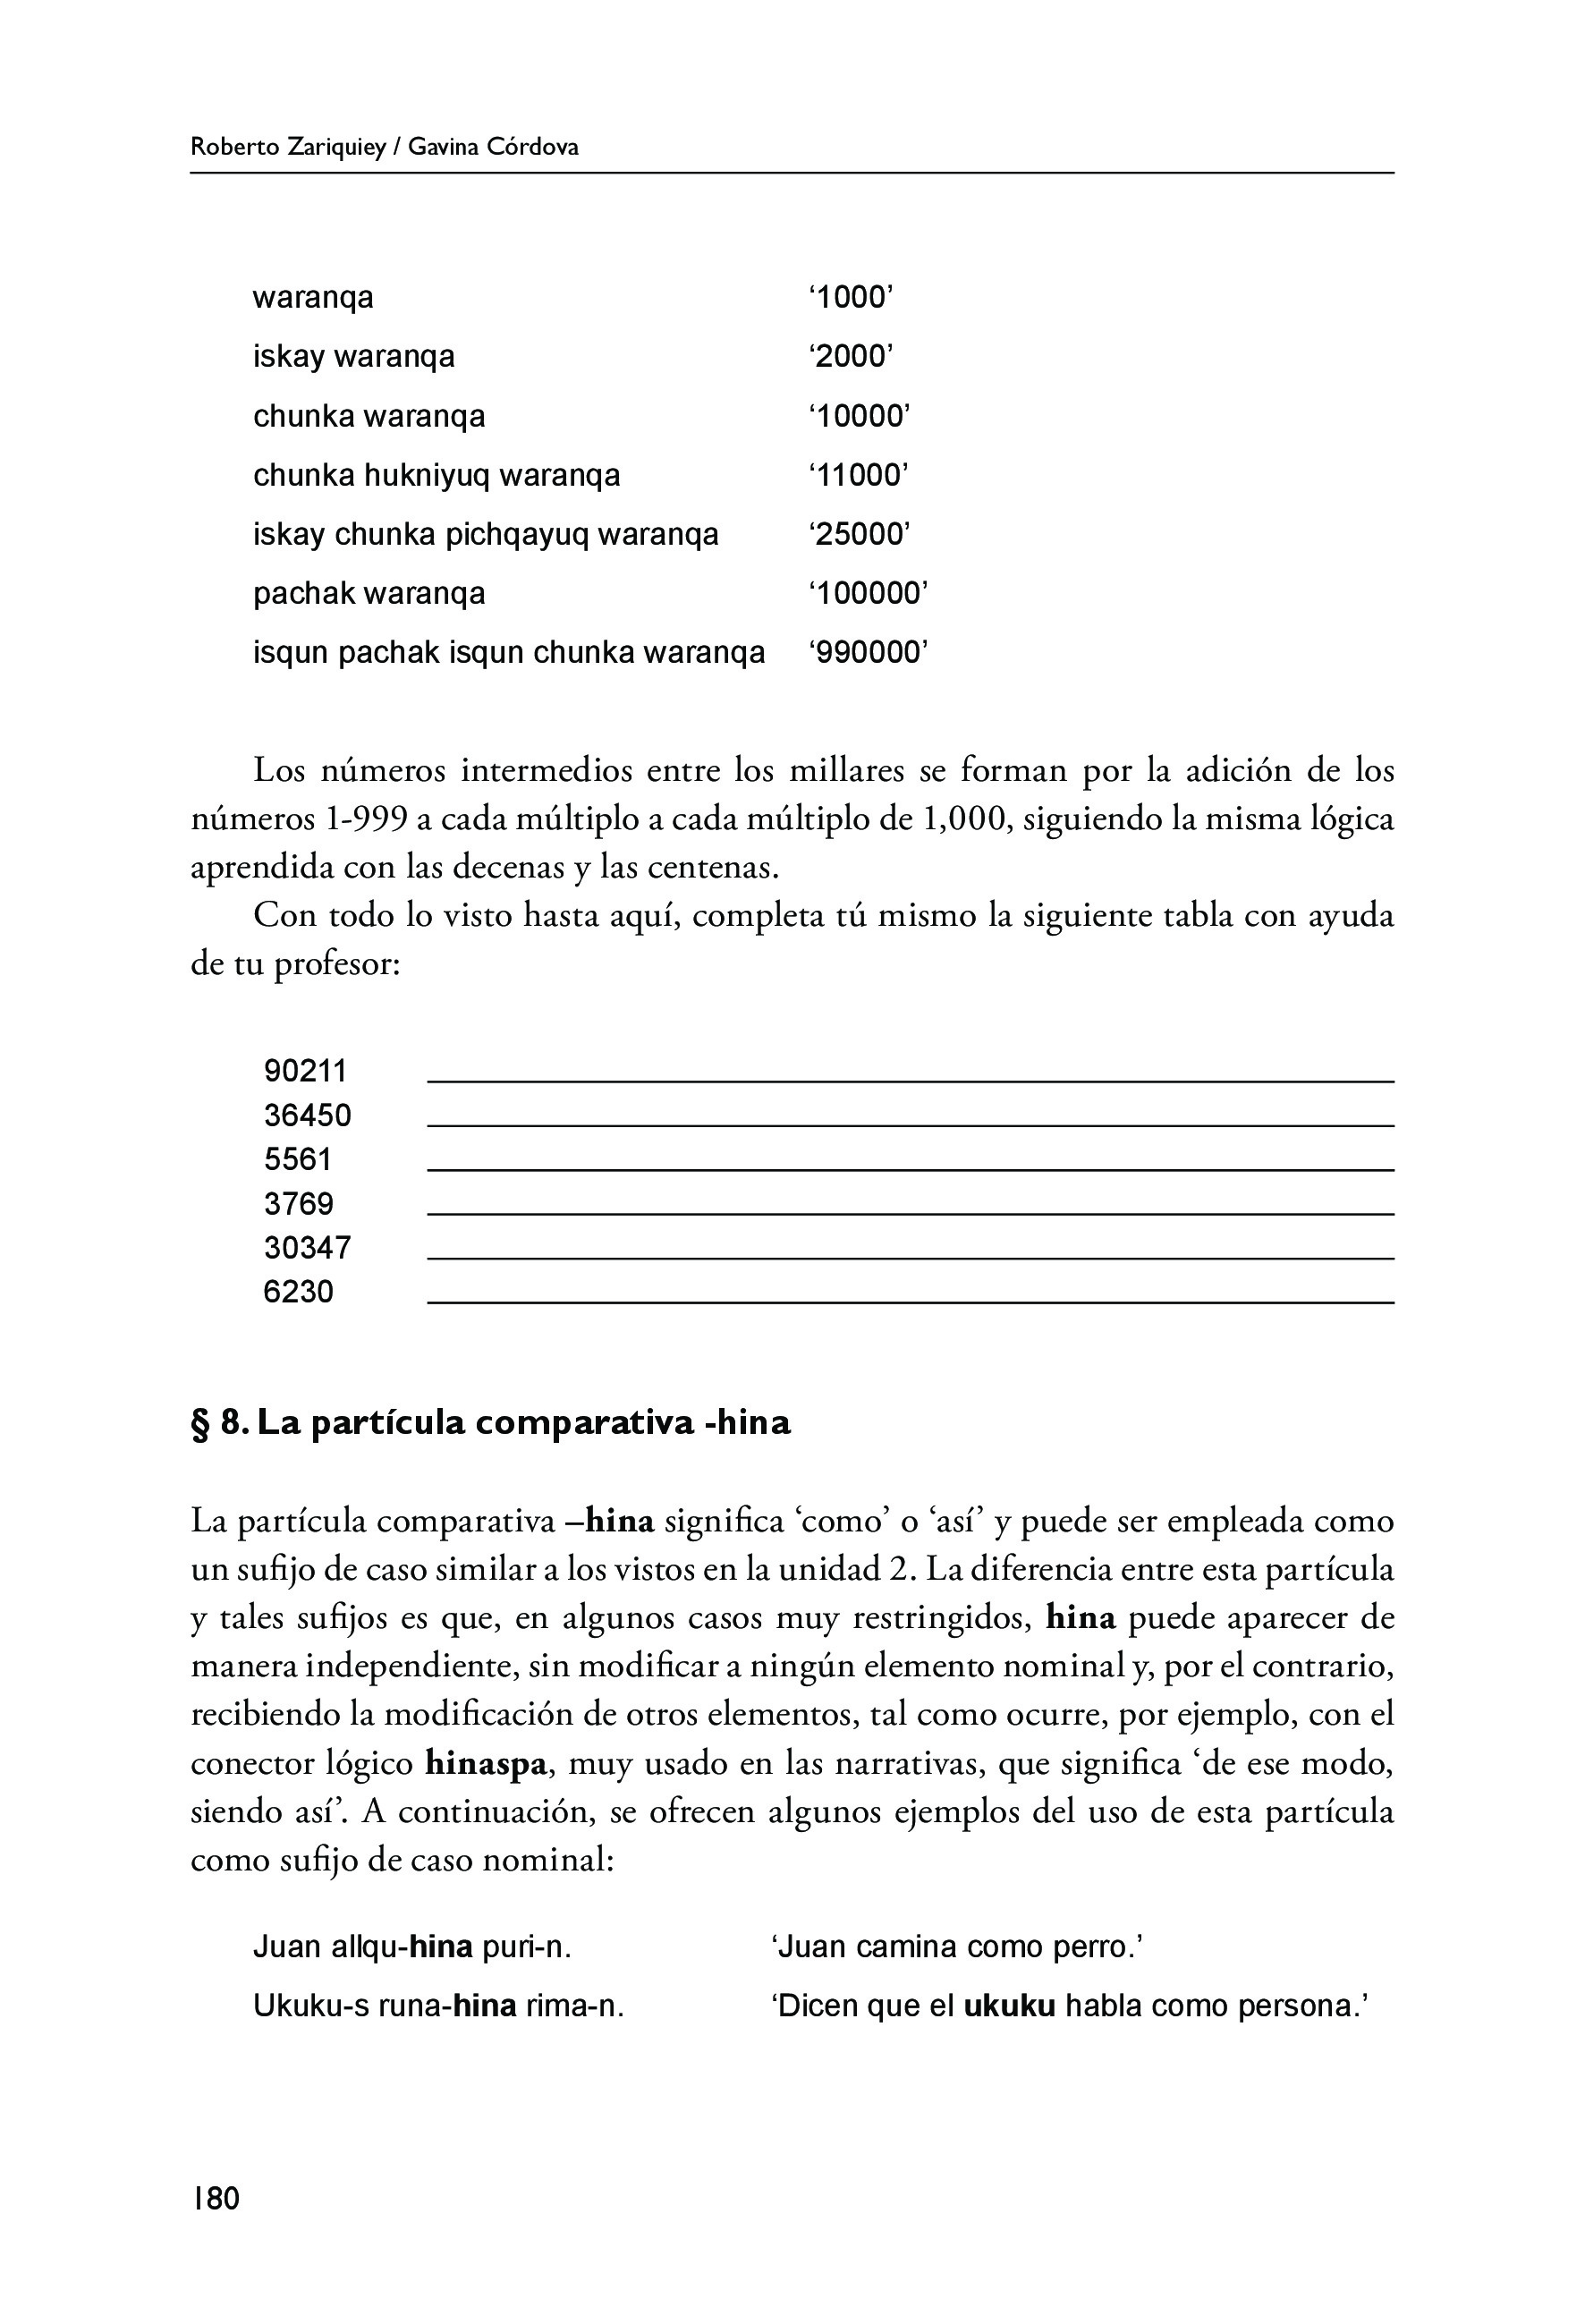 Roberto Zariquiey / Gavina Córdova
waranqa ‘1000’
iskay waranqa ‘2000’
chunka waranqa ‘10000’
chunka hukniyuq waranqa ‘11000’
iskay chunka pichqayuq waranqa ‘25000’
pachak waranqa ‘100000’
isqun pachak isqun chunka waranqa ‘990000’
Los números intermedios entre los millares se forman por la adición de los
números 1-999 a cada múltiplo a cada múltiplo de 1,000, siguiendo la misma lógica
aprendida con las decenas y las centenas.
Con todo lo visto hasta aquí, completa tú mismo la siguiente tabla con ayuda
de tu profesor:
90211
36450
5561
3769
30347
6230
§ 8. La partícula comparativa -hina
La partícula comparativa –hina significa ‘como’ o ‘así’ y puede ser empleada como
un sufijo de caso similar a los vistos en la unidad 2. La diferencia entre esta partícula
y tales sufijos es que, en algunos casos muy restringidos, hina puede aparecer de
manera independiente, sin modificar a ningún elemento nominal y, por el contrario,
recibiendo la modificación de otros elementos, tal como ocurre, por ejemplo, con el
conector lógico hinaspa, muy usado en las narrativas, que significa ‘de ese modo,
siendo así’. A continuación, se ofrecen algunos ejemplos del uso de esta partícula
como sufijo de caso nominal:
Juan allqu-hina puri-n. ‘Juan camina como perro.’
Ukuku-s runa-hina rima-n. ‘Dicen que el ukuku habla como persona.’
180